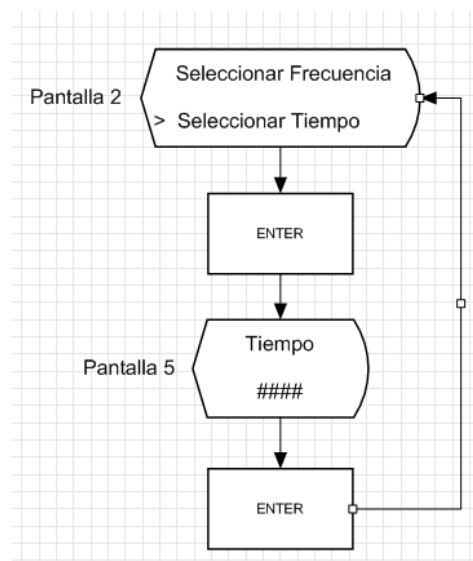 Seleccionar Frecuencia
Pantalla 2
> Seleccionar Tiempo
ENTER
Tiempo
Pantalla 5
####
ENTER